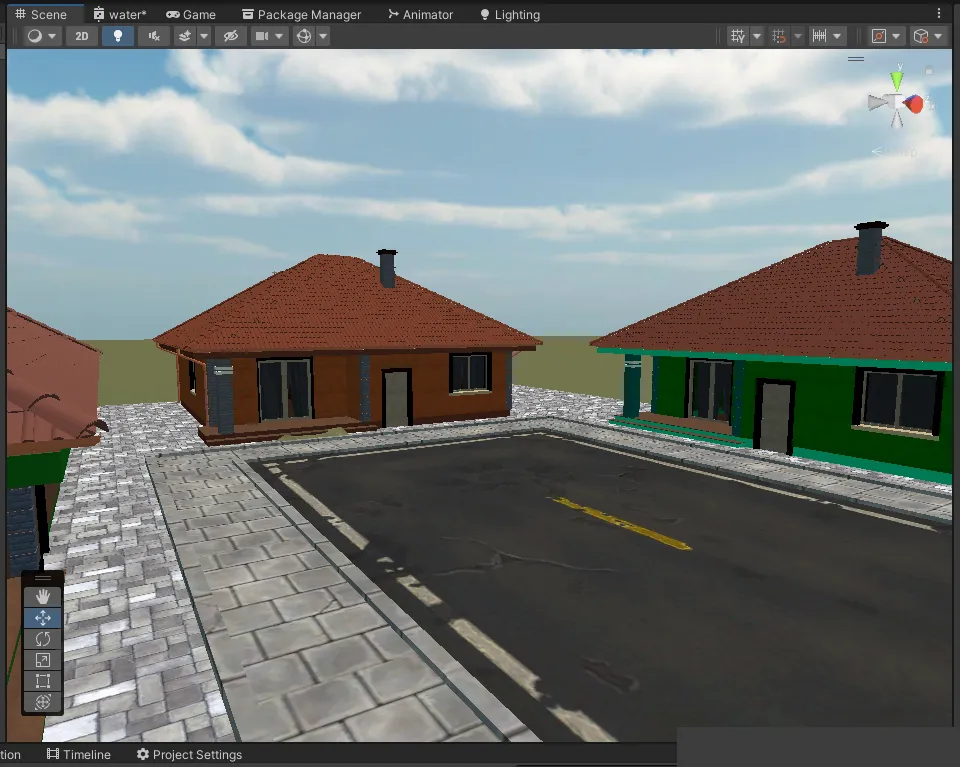 Scene water* Game Package Manager Animator Lighting
2D
y
tion Timeline Project Settings